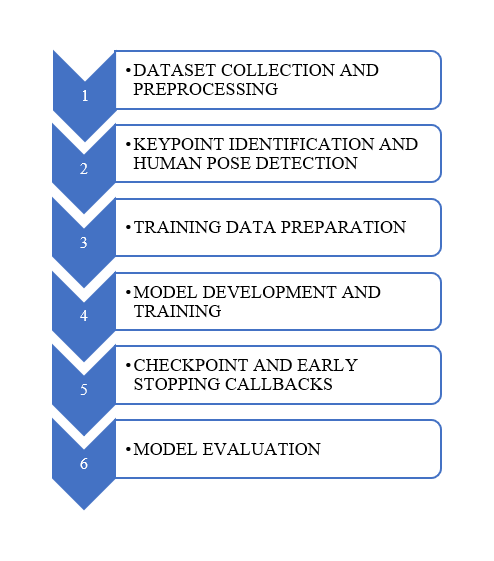 1
•DATASET COLLECTION AND
PREPROCESSING
2
•KEYPOINT IDENTIFICATION AND
HUMAN POSE DETECTION
3
•TRAINING DATA PREPARATION
4
•MODEL DEVELOPMENT AND
TRAINING
5
•CHECKPOINT AND EARLY
STOPPING CALLBACKS
6
•MODEL EVALUATION